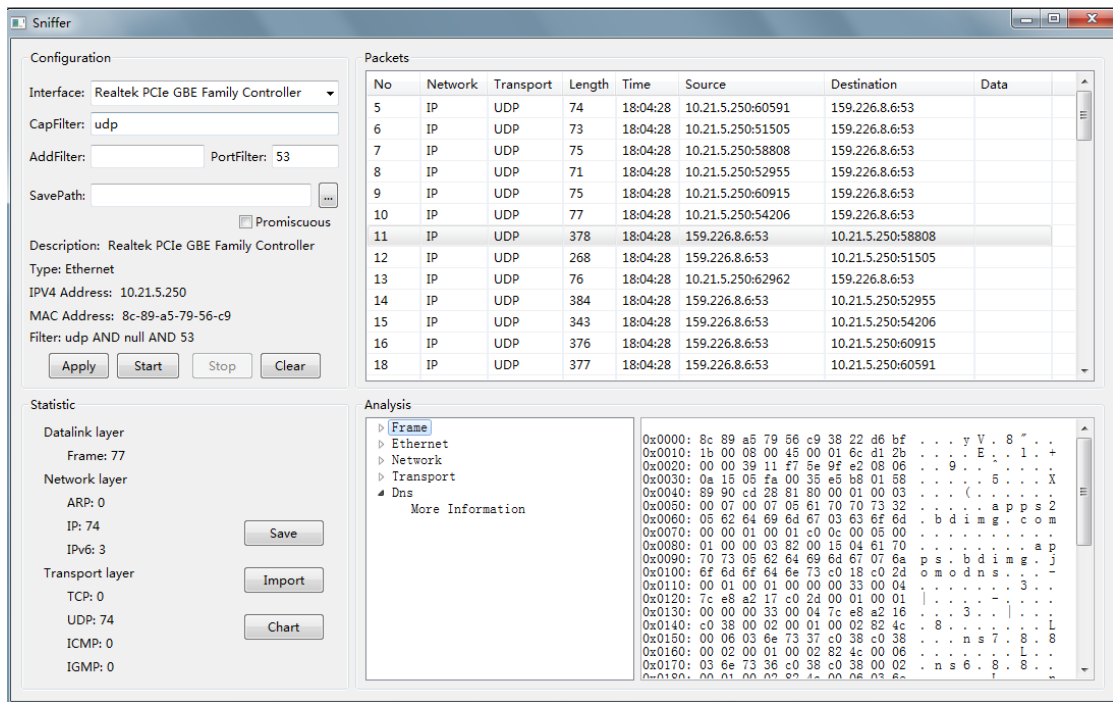 Sniffer
Configuration
Interface: Realtek PCIe GBE Family Controller
CapFilter: udp
AddFilter: PortFilter: 53
SavePath: ...
Promiscuous
Description: Realtek PCIe GBE Family Controller
Type: Ethernet
IPV4 Address: 10.21.5.250
MAC Address: 8c-89-a5-79-56-c9
Filter: udp AND null AND 53
Apply Start Stop Clear
Packets
No Network Transport Length Time Source Destination Data
5 IP UDP 74 18:04:28 10.21.5.250:60591 159.226.8.6:53
6 IP UDP 73 18:04:28 10.21.5.250:51505 159.226.8.6:53
7 IP UDP 75 18:04:28 10.21.5.250:58808 159.226.8.6:53
8 IP UDP 71 18:04:28 10.21.5.250:52955 159.226.8.6:53
9 IP UDP 75 18:04:28 10.21.5.250:60915 159.226.8.6:53
10 IP UDP 77 18:04:28 10.21.5.250:54206 159.226.8.6:53
11 IP UDP 378 18:04:28 159.226.8.6:53 10.21.5.250:58808
12 IP UDP 268 18:04:28 159.226.8.6:53 10.21.5.250:51505
13 IP UDP 76 18:04:28 10.21.5.250:62962 159.226.8.6:53
14 IP UDP 384 18:04:28 159.226.8.6:53 10.21.5.250:52955
15 IP UDP 343 18:04:28 159.226.8.6:53 10.21.5.250:54206
16 IP UDP 376 18:04:28 159.226.8.6:53 10.21.5.250:60915
18 IP UDP 377 18:04:28 159.226.8.6:53 10.21.5.250:60591
Statistic
Datalink layer
Frame: 77
Network layer
ARP: 0
IP: 74
IPv6: 3
Transport layer
TCP: 0
UDP: 74
ICMP: 0
IGMP: 0
Save
Import
Chart
Analysis
Frame
Ethernet
Network
Transport
Dns
More Information
0x0000: 8c 89 a5 79 56 c9 38 22 d6 bf . . . y V . 8 " . .
0x0010: 1b 00 08 00 45 00 01 6c d1 2b . . . . E . . l . +
0x0020: 00 00 39 11 f7 5e 9f e2 08 06 . . 9 . . ^ . . . .
0x0030: 0a 15 05 fa 00 35 e5 b8 01 58 . . . . . 5 . . . X
0x0040: 89 90 cd 28 81 80 00 01 00 03 . . . ( . . . . . .
0x0050: 00 07 00 07 05 61 70 70 73 32 . . . . . a p p s 2
0x0060: 05 62 64 69 6d 67 03 63 6f 6d . b d i m g . c o m
0x0070: 00 00 01 00 01 c0 0c 00 05 00 . . . . . . . . . .
0x0080: 01 00 00 03 82 00 15 04 61 70 . . . . . . . . a p
0x0090: 70 73 05 62 64 69 6d 67 07 6a p s . b d i m g . j
0x0100: 6f 6d 6f 64 6e 73 c0 18 c0 2d o m o d n s . . . -
0x0110: 00 01 00 01 00 00 00 33 00 04 . . . . . . . 3 . .
0x0120: 7c e8 a2 17 c0 2d 00 01 00 01 | . . . . - . . . .
0x0130: 00 00 00 33 00 04 7c e8 a2 16 . . . 3 . . | . . .
0x0140: c0 38 00 02 00 01 00 02 82 4c . 8 . . . . . . . L
0x0150: 00 06 03 6e 73 37 c0 38 c0 38 . . . n s 7 . 8 . 8
0x0160: 00 02 00 01 00 02 82 4c 00 06 . . . . . . . L . .
0x0170: 03 6e 73 36 c0 38 c0 38 00 02 . n s 6 . 8 . 8 . .